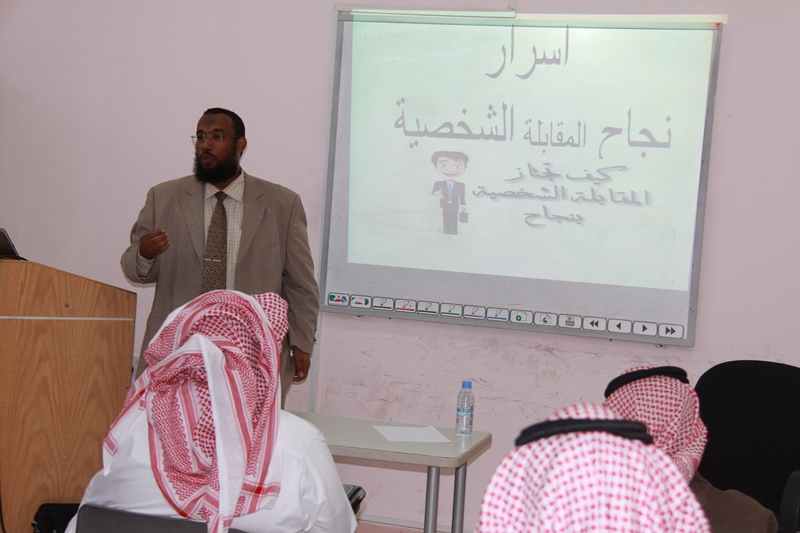 اسرار
نجاح المقابلة الشخصية
كيف تجتاز
المقابلة الشخصية
بنجاح